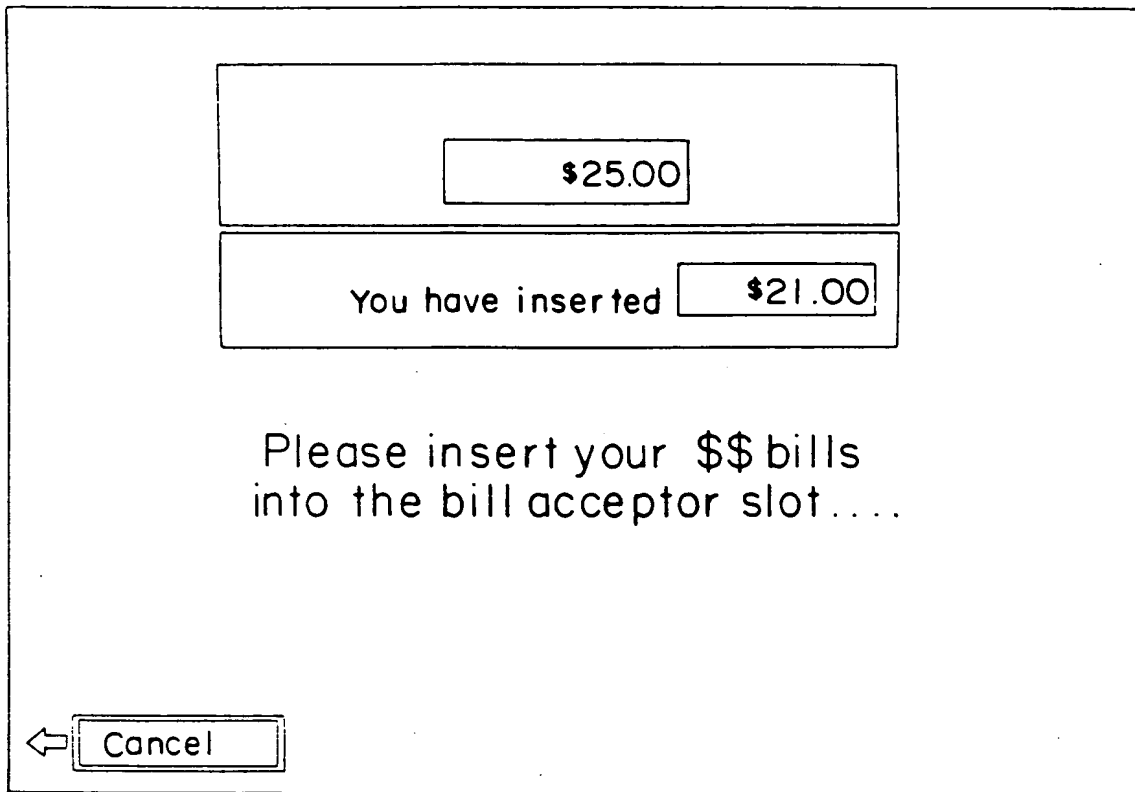 $25.00
You have inserted $21.00
Please insert your $$ bills
into the bill acceptor slot....
Cancel